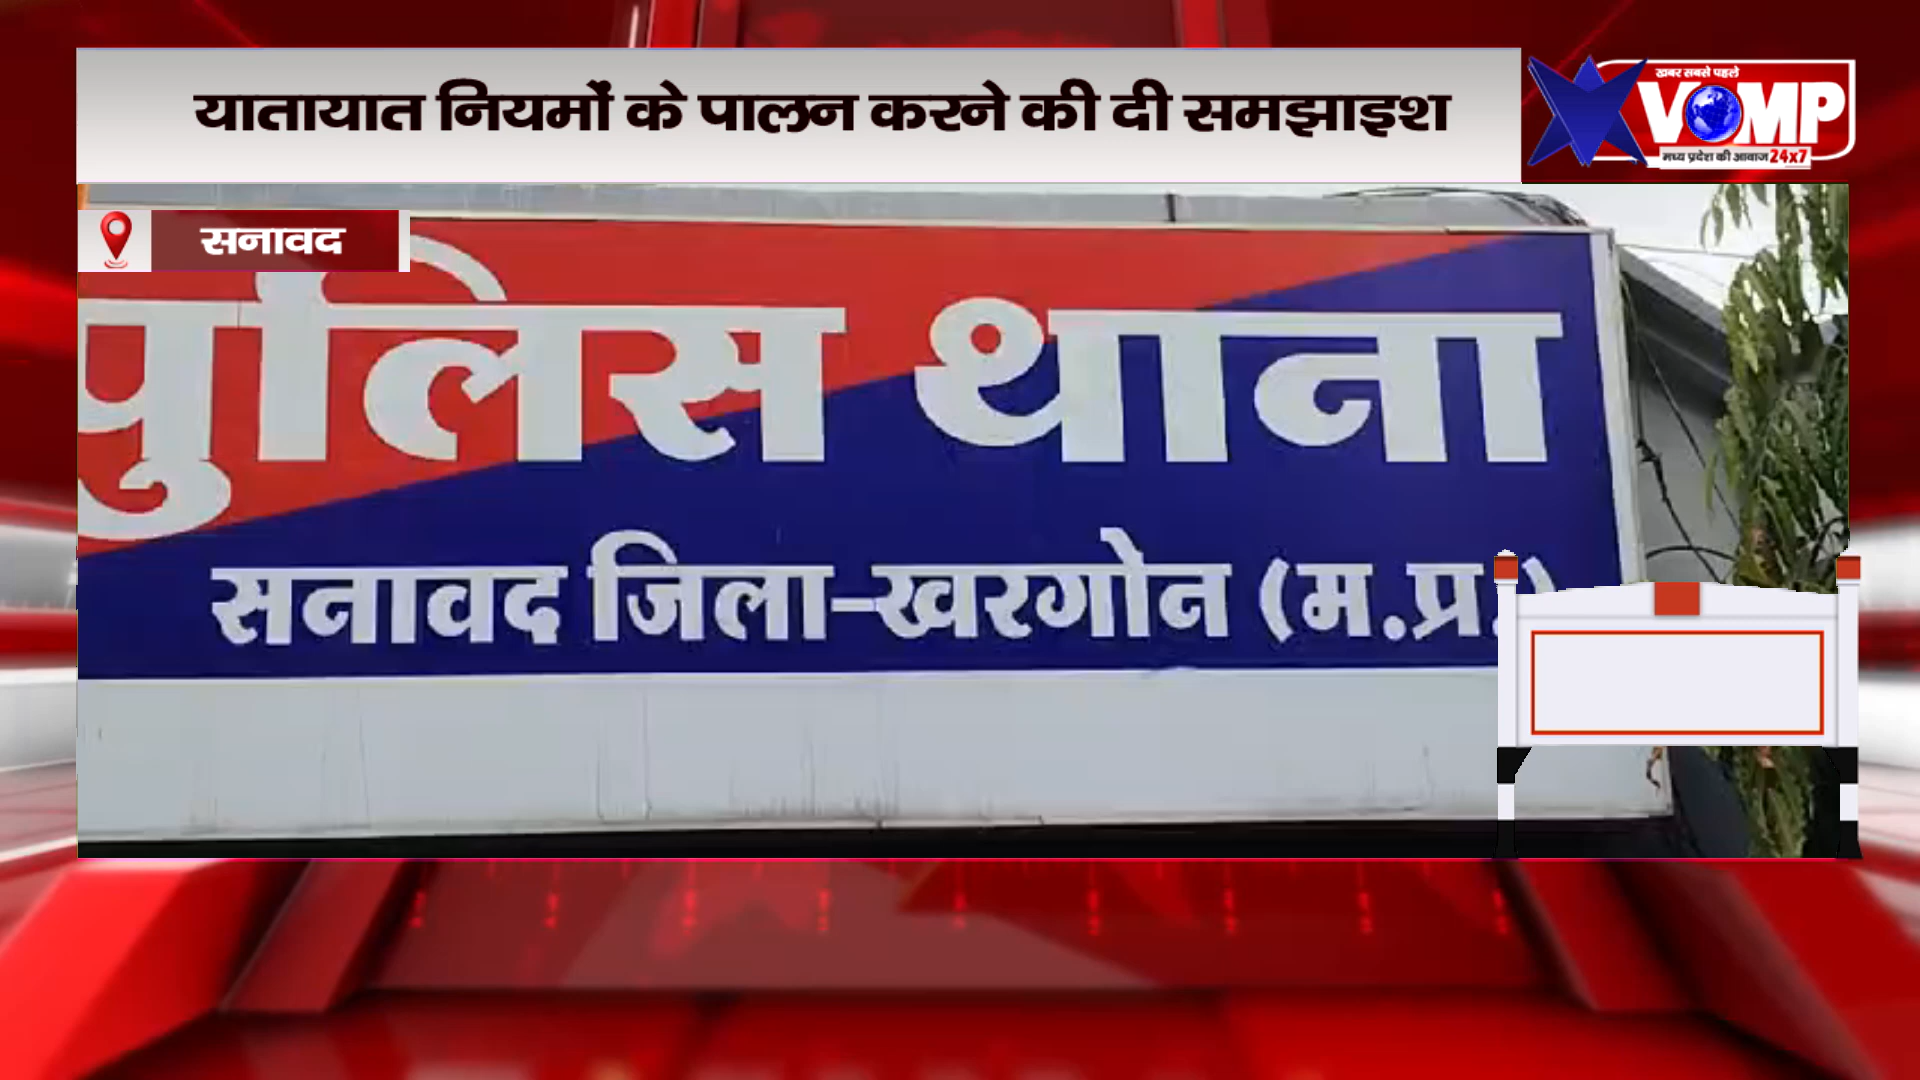 यातायात नियमों के पालन करने की दी समझाइश
खबर सबसे पहले
VOMP
मध्य प्रदेश की आवाज 24x7
सनावद
पुलिस थाना
सनावद जिला-खरगोन (म.प्र.)